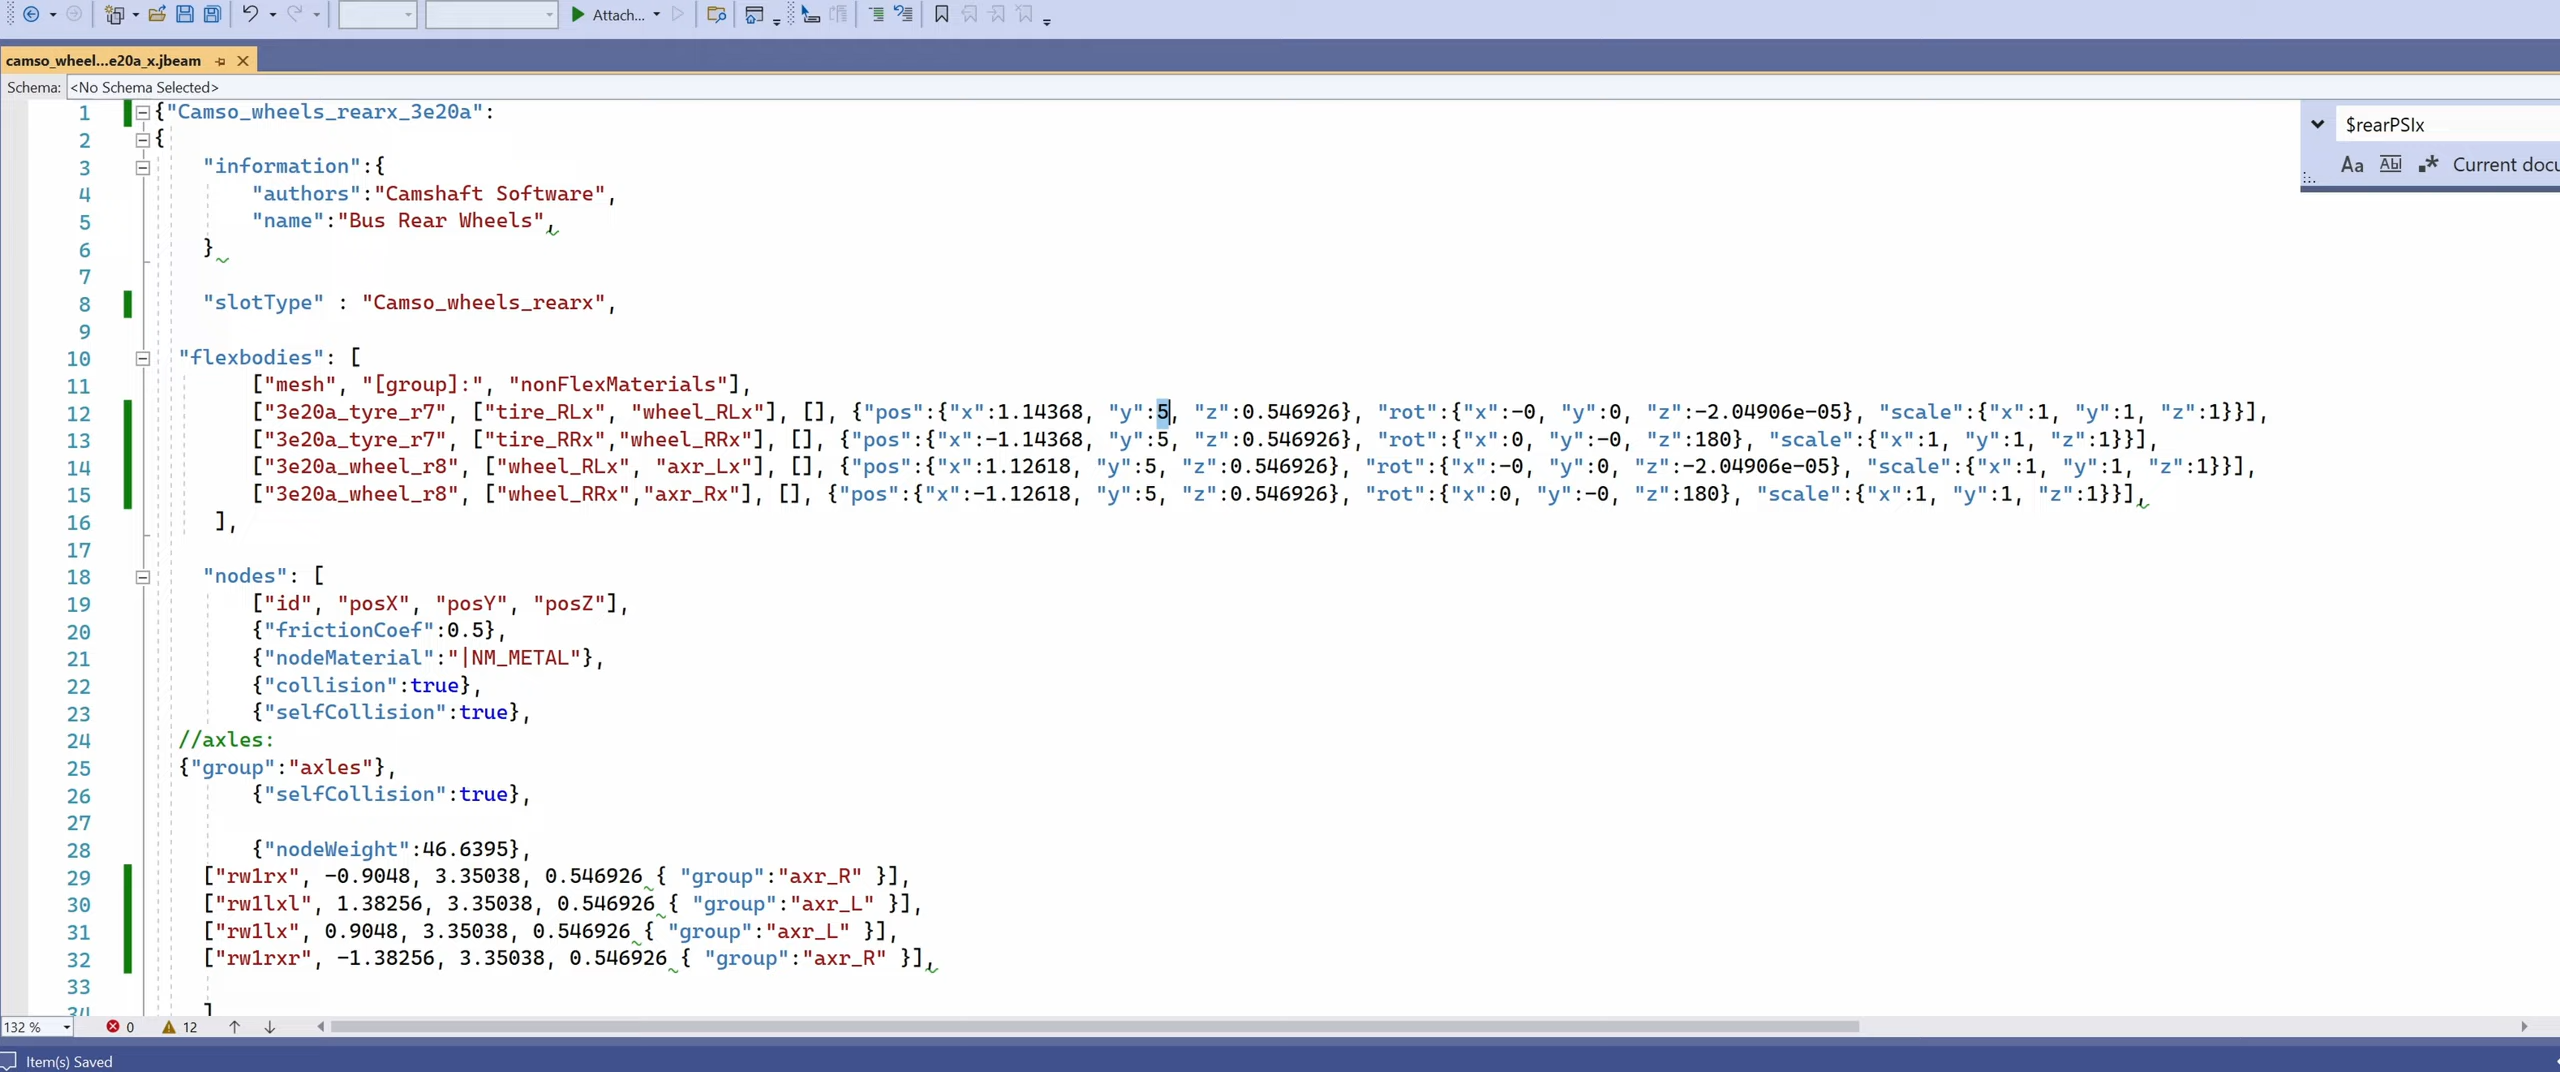 Attach...
camso_wheel...e20a_x.jbeam
Schema: <No Schema Selected>
$rearPSIx
Aa Abl .* Current docu
1 {"Camso_wheels_rearx_3e20a":
2 {
3 "information":{
4 "authors":"Camshaft Software",
5 "name":"Bus Rear Wheels",
6 }
7
8 "slotType" : "Camso_wheels_rearx",
9
10 "flexbodies": [
11 ["mesh", "[group]:", "nonFlexMaterials"],
12 ["3e20a_tyre_r7", ["tire_RLx", "wheel_RLx"], [], {"pos":{"x":1.14368, "y":5, "z":0.546926}, "rot":{"x":-0, "y":0, "z":-2.04906e-05}, "scale":{"x":1, "y":1, "z":1}}],
13 ["3e20a_tyre_r7", ["tire_RRx","wheel_RRx"], [], {"pos":{"x":-1.14368, "y":5, "z":0.546926}, "rot":{"x":0, "y":-0, "z":180}, "scale":{"x":1, "y":1, "z":1}}],
14 ["3e20a_wheel_r8", ["wheel_RLx", "axr_Lx"], [], {"pos":{"x":1.12618, "y":5, "z":0.546926}, "rot":{"x":-0, "y":0, "z":-2.04906e-05}, "scale":{"x":1, "y":1, "z":1}}],
15 ["3e20a_wheel_r8", ["wheel_RRx","axr_Rx"], [], {"pos":{"x":-1.12618, "y":5, "z":0.546926}, "rot":{"x":0, "y":-0, "z":180}, "scale":{"x":1, "y":1, "z":1}}],
16 ],
17
18 "nodes": [
19 ["id", "posX", "posY", "posZ"],
20 {"frictionCoef":0.5},
21 {"nodeMaterial":"|NM_METAL"},
22 {"collision":true},
23 {"selfCollision":true},
24 //axles:
25 {"group":"axles"},
26 {"selfCollision":true},
27
28 {"nodeWeight":46.6395},
29 ["rw1rx", -0.9048, 3.35038, 0.546926 { "group":"axr_R" }],
30 ["rw1lxl", 1.38256, 3.35038, 0.546926 { "group":"axr_L" }],
31 ["rw1lx", 0.9048, 3.35038, 0.546926 { "group":"axr_L" }],
32 ["rw1rxr", -1.38256, 3.35038, 0.546926 { "group":"axr_R" }],
33
34 ]
132 % 0 12
Item(s) Saved